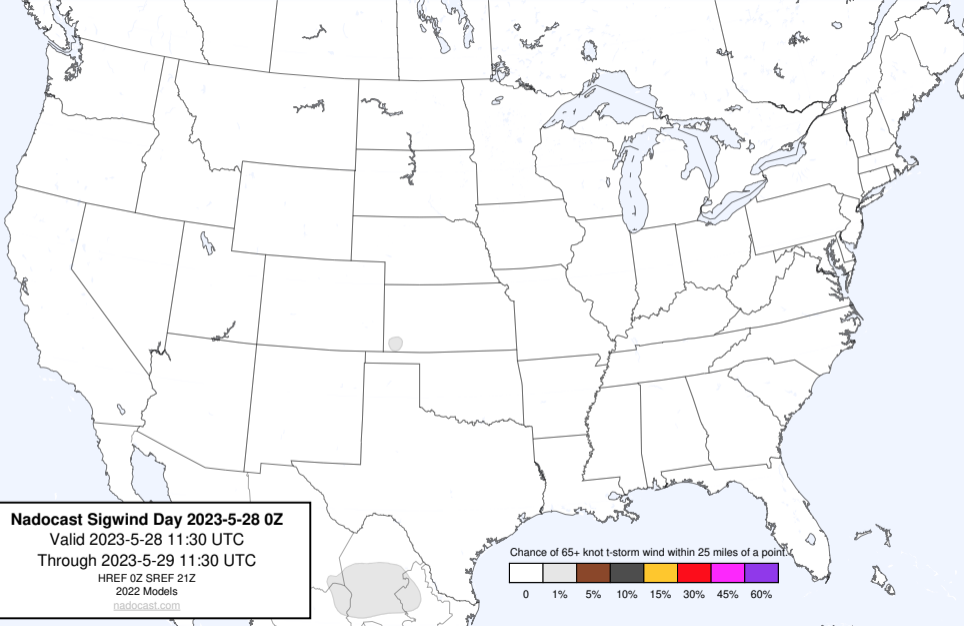 Nadocast Sigwind Day 2023-5-28 0Z
Valid 2023-5-28 11:30 UTC
Through 2023-5-29 11:30 UTC
HREF 0Z SREF 21Z
2022 Models
nadocast.com
Chance of 65+ knot t-storm wind within 25 miles of a point.
0 1% 5% 10% 15% 30% 45% 60%